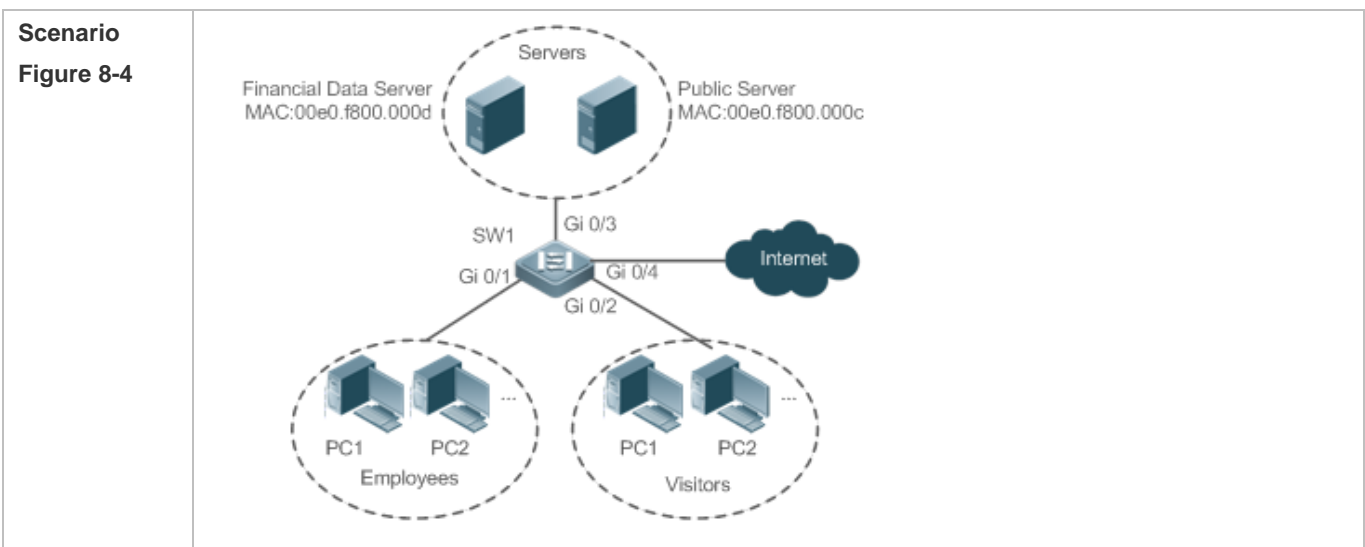 Scenario
Figure 8-4
Servers
Financial Data Server
MAC:00e0.f800.000d
Public Server
MAC:00e0.f800.000c
SW1
Gi 0/3
Internet
Gi 0/1
Gi 0/4
Gi 0/2
...
...
PC1
PC2
PC1
PC2
Employees
Visitors